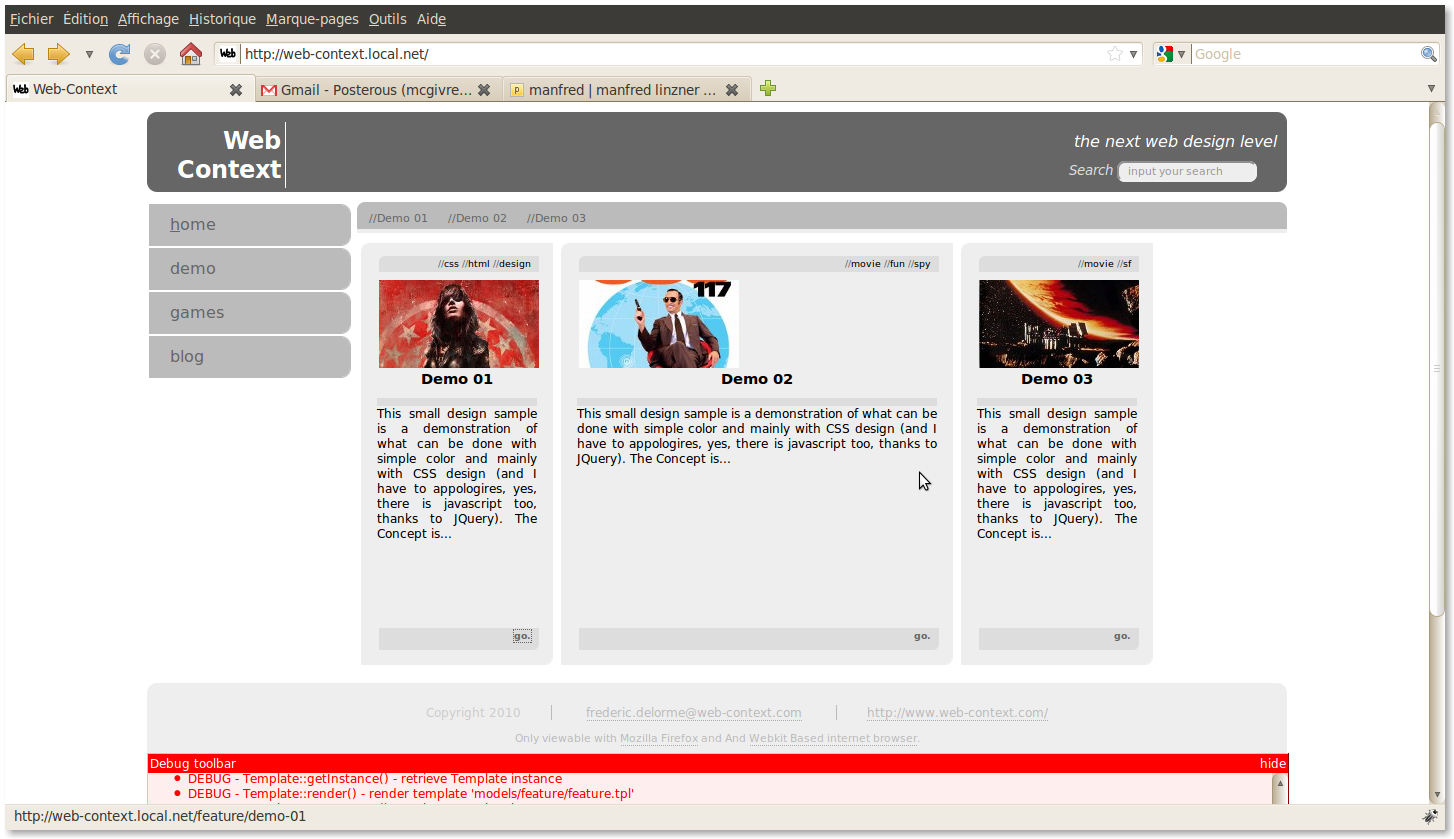 Fichier Édition Affichage Historique Marque-pages Outils Aide
Web http://web-context.local.net/ Google
Web Web-Context Gmail - Posterous (mcgivre... p manfred | manfred linzner ...
Web
Context
the next web design level
Search input your search
home
demo
games
blog
//Demo 01 //Demo 02 //Demo 03
//css //html //design
Demo 01
This small design sample
is a demonstration of
what can be done with
simple color and mainly
with CSS design (and I
have to appologires, yes,
there is javascript too,
thanks to JQuery). The
Concept is...
go.
//movie //fun //spy
117
Demo 02
This small design sample is a demonstration of what can be
done with simple color and mainly with CSS design (and I
have to appologires, yes, there is javascript too, thanks to
JQuery). The Concept is...
go.
//movie //sf
Demo 03
This small design sample
is a demonstration of
what can be done with
simple color and mainly
with CSS design (and I
have to appologires, yes,
there is javascript too,
thanks to JQuery). The
Concept is...
go.
Copyright 2010 frederic.delorme@web-context.com http://www.web-context.com/
Only viewable with Mozilla Firefox and And Webkit Based internet browser.
Debug toolbar hide
DEBUG - Template::getInstance() - retrieve Template instance
DEBUG - Template::render() - render template 'models/feature/feature.tpl'
http://web-context.local.net/feature/demo-01